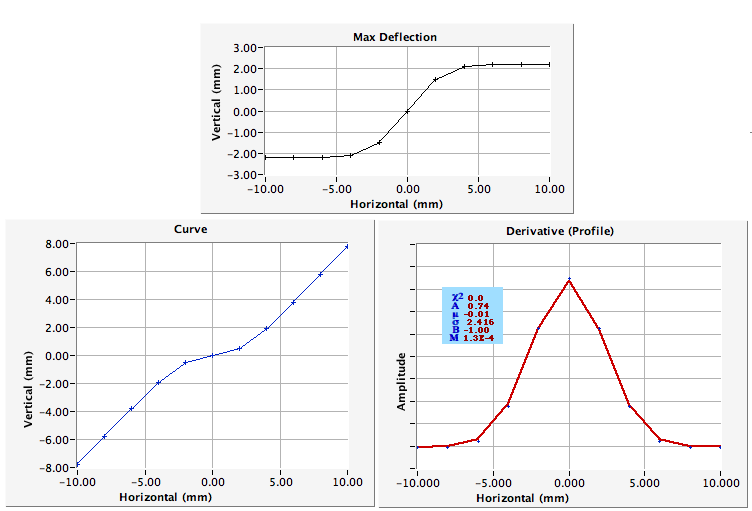 Max Deflection
3.00
2.00
1.00
0.00
-1.00
-2.00
-3.00
Vertical (mm)
-10.00 -5.00 0.00 5.00 10.00
Horizontal (mm)
Curve
8.00
6.00
4.00
2.00
0.00
-2.00
-4.00
-6.00
-8.00
Vertical (mm)
-10.00 -5.00 0.00 5.00 10.00
Horizontal (mm)
Derivative (Profile)
χ2 0.0
A 0.74
μ -0.01
σ 2.416
B -1.00
M 1.3E-4
Amplitude
-10.000 -5.000 0.000 5.000 10.000
Horizontal (mm)